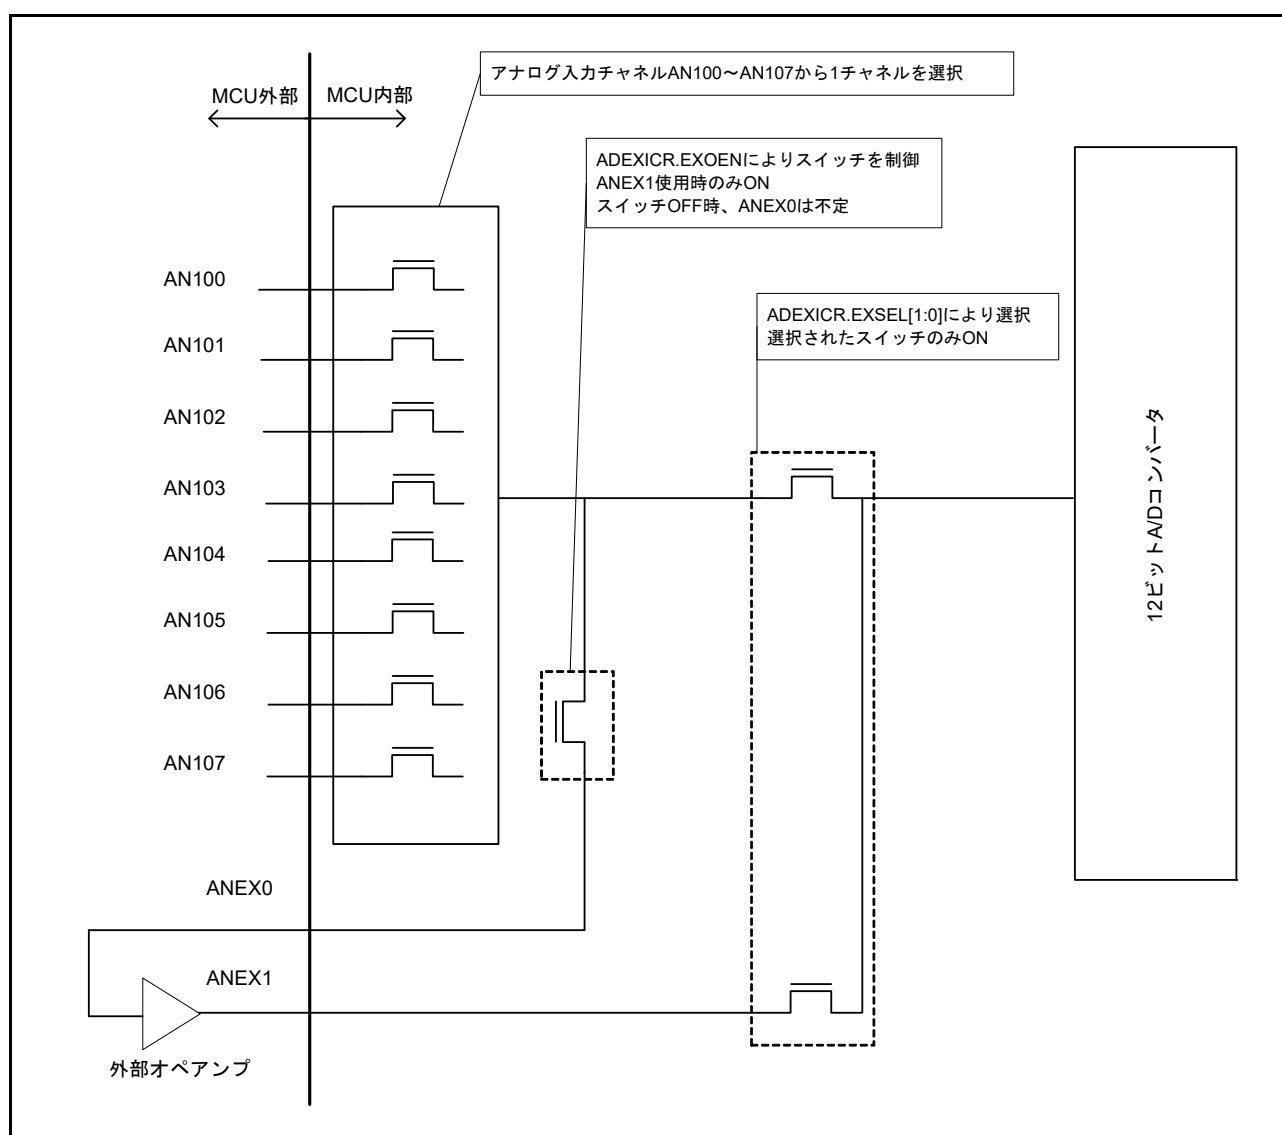 アナログ入力チャネルAN100～AN107から1チャネルを選択
MCU外部
MCU内部
ADEXICR.EXOENによりスイッチを制御
ANEX1使用時のみON
スイッチOFF時、ANEX0は不定
AN100
ADEXICR.EXSEL[1:0]により選択
選択されたスイッチのみON
AN101
AN102
AN103
AN104
AN105
AN106
AN107
12ビットA/Dコンバータ
ANEX0
ANEX1
外部オペアンプ